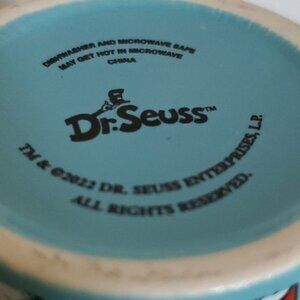 DISHWASHER AND MICROWAVE SAFE
MAY GET HOT IN MICROWAVE
CHINA
Dr. Seuss™
TM & ©2022 DR. SEUSS ENTERPRISES, L.P.
ALL RIGHTS RESERVED.